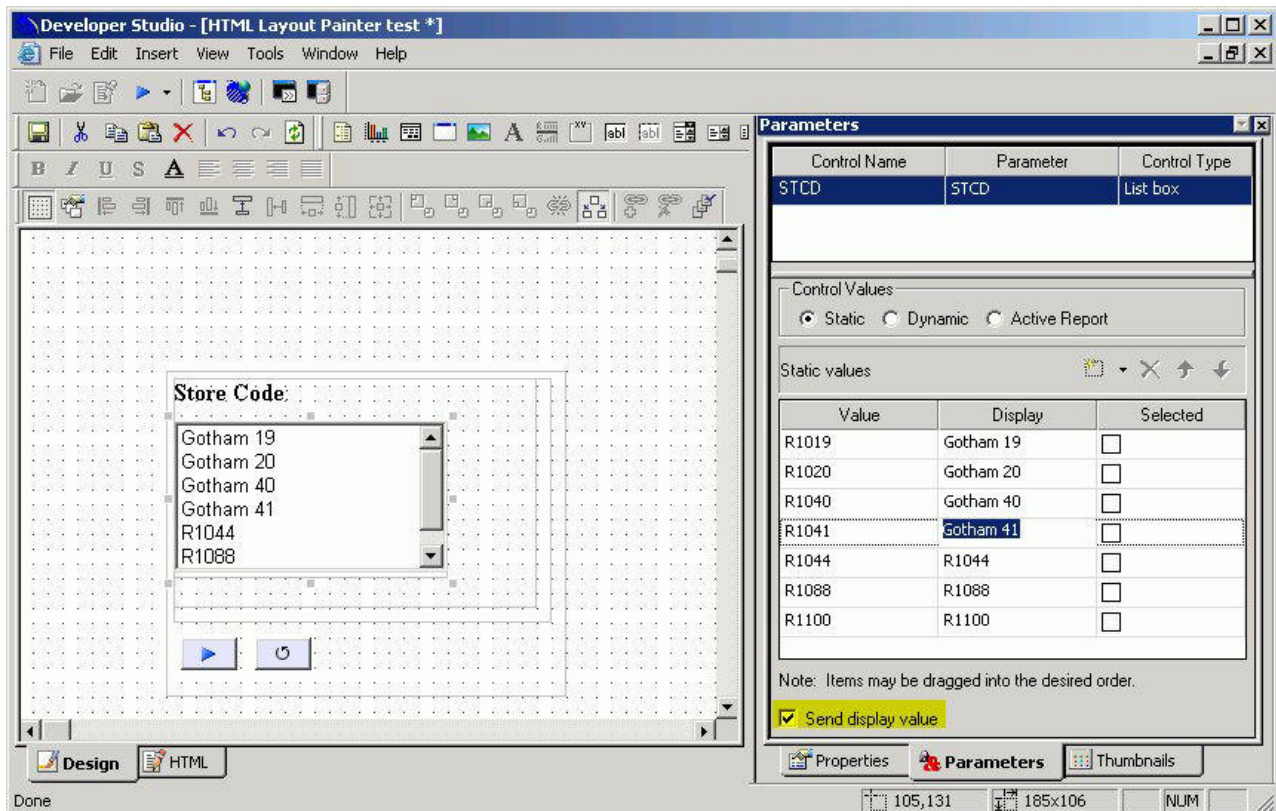 Developer Studio - [HTML Layout Painter test *]
File Edit Insert View Tools Window Help
abl abl
B I U S A
Parameters
Control Name Parameter Control Type
STCD STCD List box
Control Values
Static Dynamic Active Report
Static values
Value Display Selected
R1019 Gotham 19
R1020 Gotham 20
R1040 Gotham 40
R1041 Gotham 41
R1044 R1044
R1088 R1088
R1100 R1100
Note: Items may be dragged into the desired order.
Send display value
Properties Parameters Thumbnails
Store Code:
Gotham 19
Gotham 20
Gotham 40
Gotham 41
R1044
R1088
Design HTML
Done 105,131 185x106 NUM